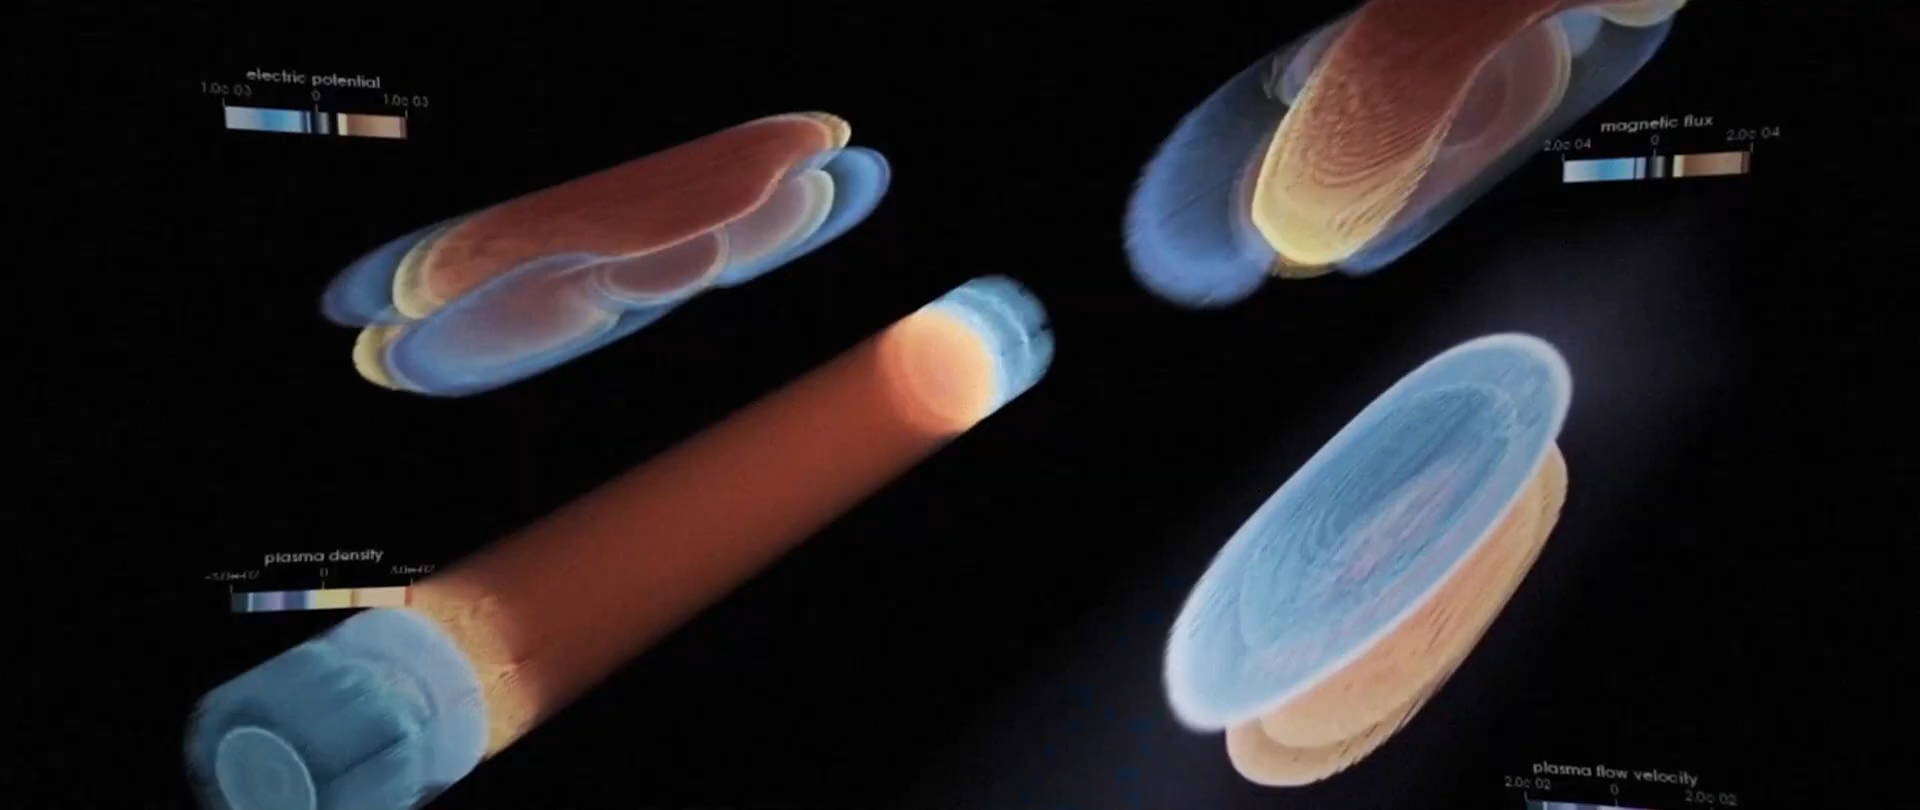 electric potential
1.0e 03 0 1.0e 03
magnetic flux
2.0e 04 0 2.0e 04
plasma density
0
plasma flow velocity
2.0e 02 0 2.0e 02